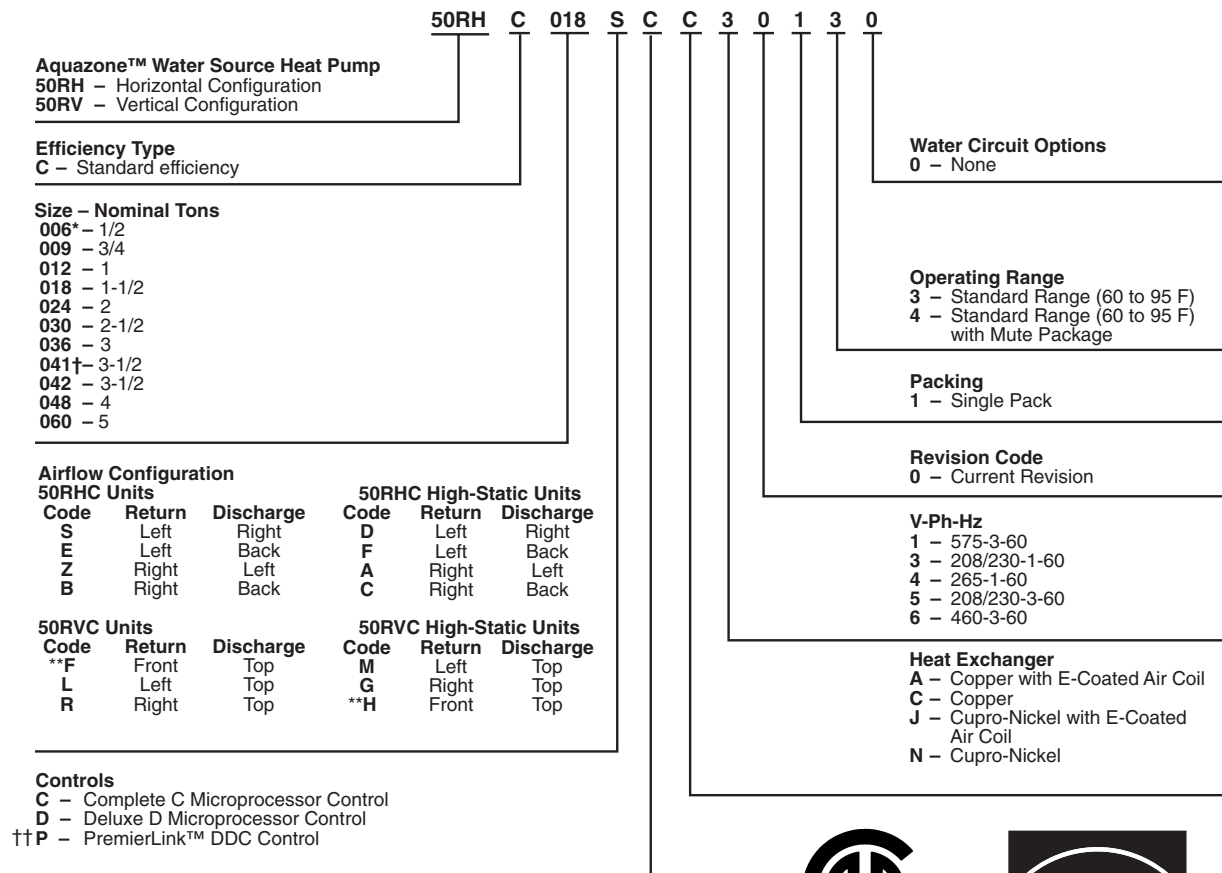 50RH C 018 S C C 3 0 1 3 0
Aquazone™ Water Source Heat Pump
50RH – Horizontal Configuration
50RV – Vertical Configuration
Efficiency Type
C – Standard efficiency
Size – Nominal Tons
006* – 1/2
009 – 3/4
012 – 1
018 – 1-1/2
024 – 2
030 – 2-1/2
036 – 3
041† – 3-1/2
042 – 3-1/2
048 – 4
060 – 5
Airflow Configuration
50RHC Units
Code Return Discharge
S Left Right
E Left Back
Z Right Left
B Right Back
50RHC High-Static Units
Code Return Discharge
D Left Right
F Left Back
A Right Left
C Right Back
50RVC Units
Code Return Discharge
**F Front Top
L Left Top
R Right Top
50RVC High-Static Units
Code Return Discharge
M Left Top
G Right Top
**H Front Top
Controls
C – Complete C Microprocessor Control
D – Deluxe D Microprocessor Control
††P – PremierLink™ DDC Control
Water Circuit Options
0 – None
Operating Range
3 – Standard Range (60 to 95 F)
4 – Standard Range (60 to 95 F)
with Mute Package
Packing
1 – Single Pack
Revision Code
0 – Current Revision
V-Ph-Hz
1 – 575-3-60
3 – 208/230-1-60
4 – 265-1-60
5 – 208/230-3-60
6 – 460-3-60
Heat Exchanger
A – Copper with E-Coated Air Coil
C – Copper
J – Cupro-Nickel with E-Coated
Air Coil
N – Cupro-Nickel